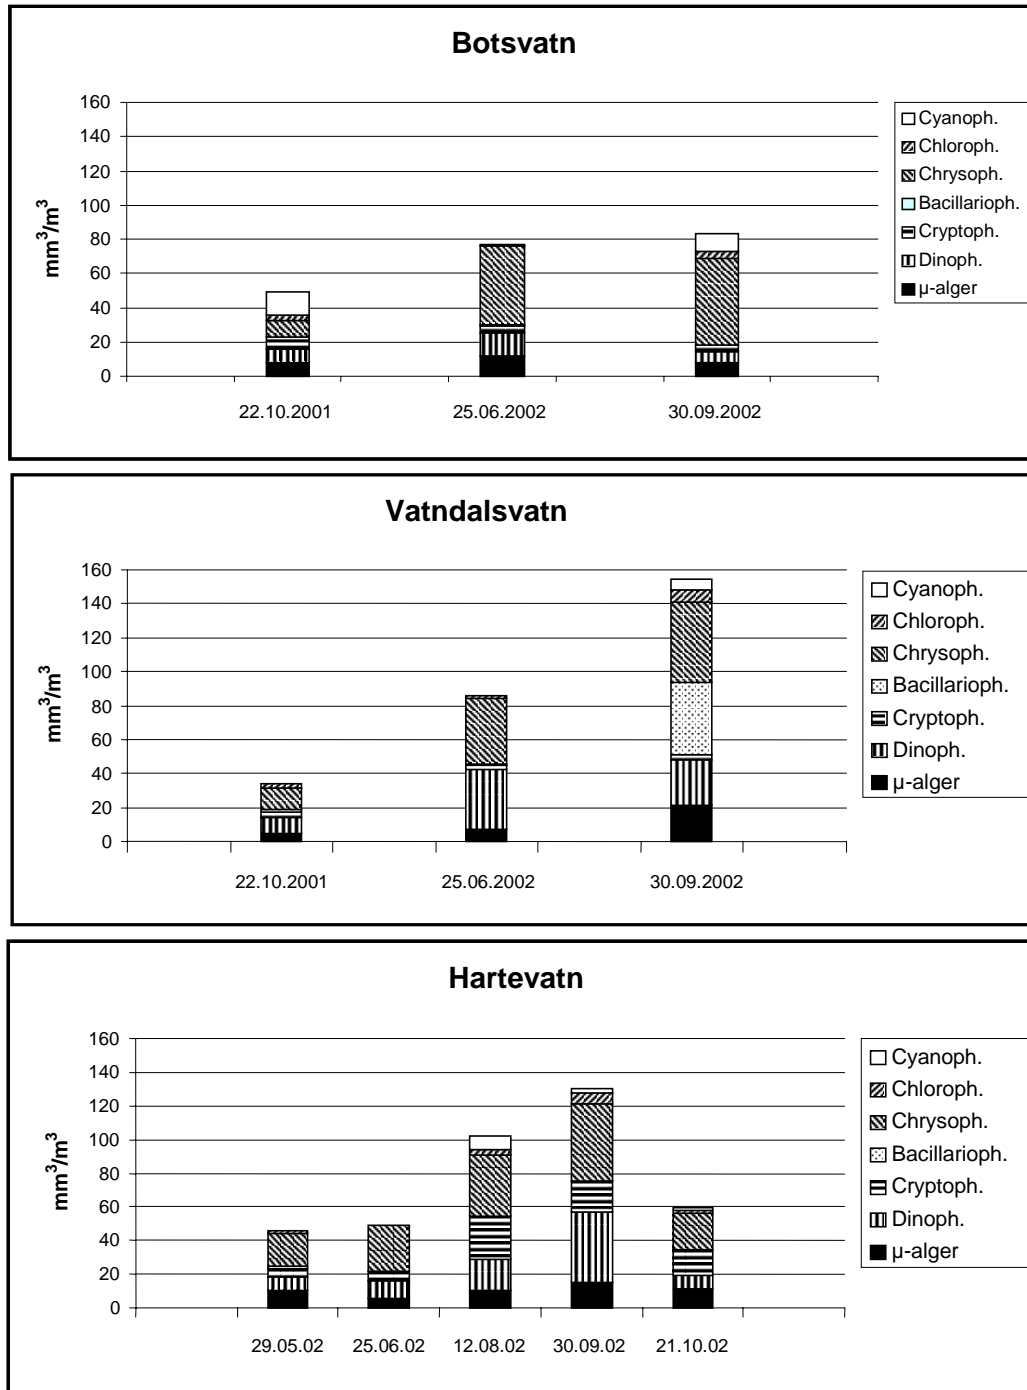 Botsvatn
160
140
120
100
80
60
40
20
0
mm³/m³
22.10.2001 25.06.2002 30.09.2002
Cyanoph.
Chloroph.
Chrysoph.
Bacillarioph.
Cryptoph.
Dinoph.
µ-alger
Vatndalsvatn
160
140
120
100
80
60
40
20
0
mm³/m³
22.10.2001 25.06.2002 30.09.2002
Cyanoph.
Chloroph.
Chrysoph.
Bacillarioph.
Cryptoph.
Dinoph.
µ-alger
Hartevatn
160
140
120
100
80
60
40
20
0
mm³/m³
29.05.02 25.06.02 12.08.02 30.09.02 21.10.02
Cyanoph.
Chloroph.
Chrysoph.
Bacillarioph.
Cryptoph.
Dinoph.
µ-alger